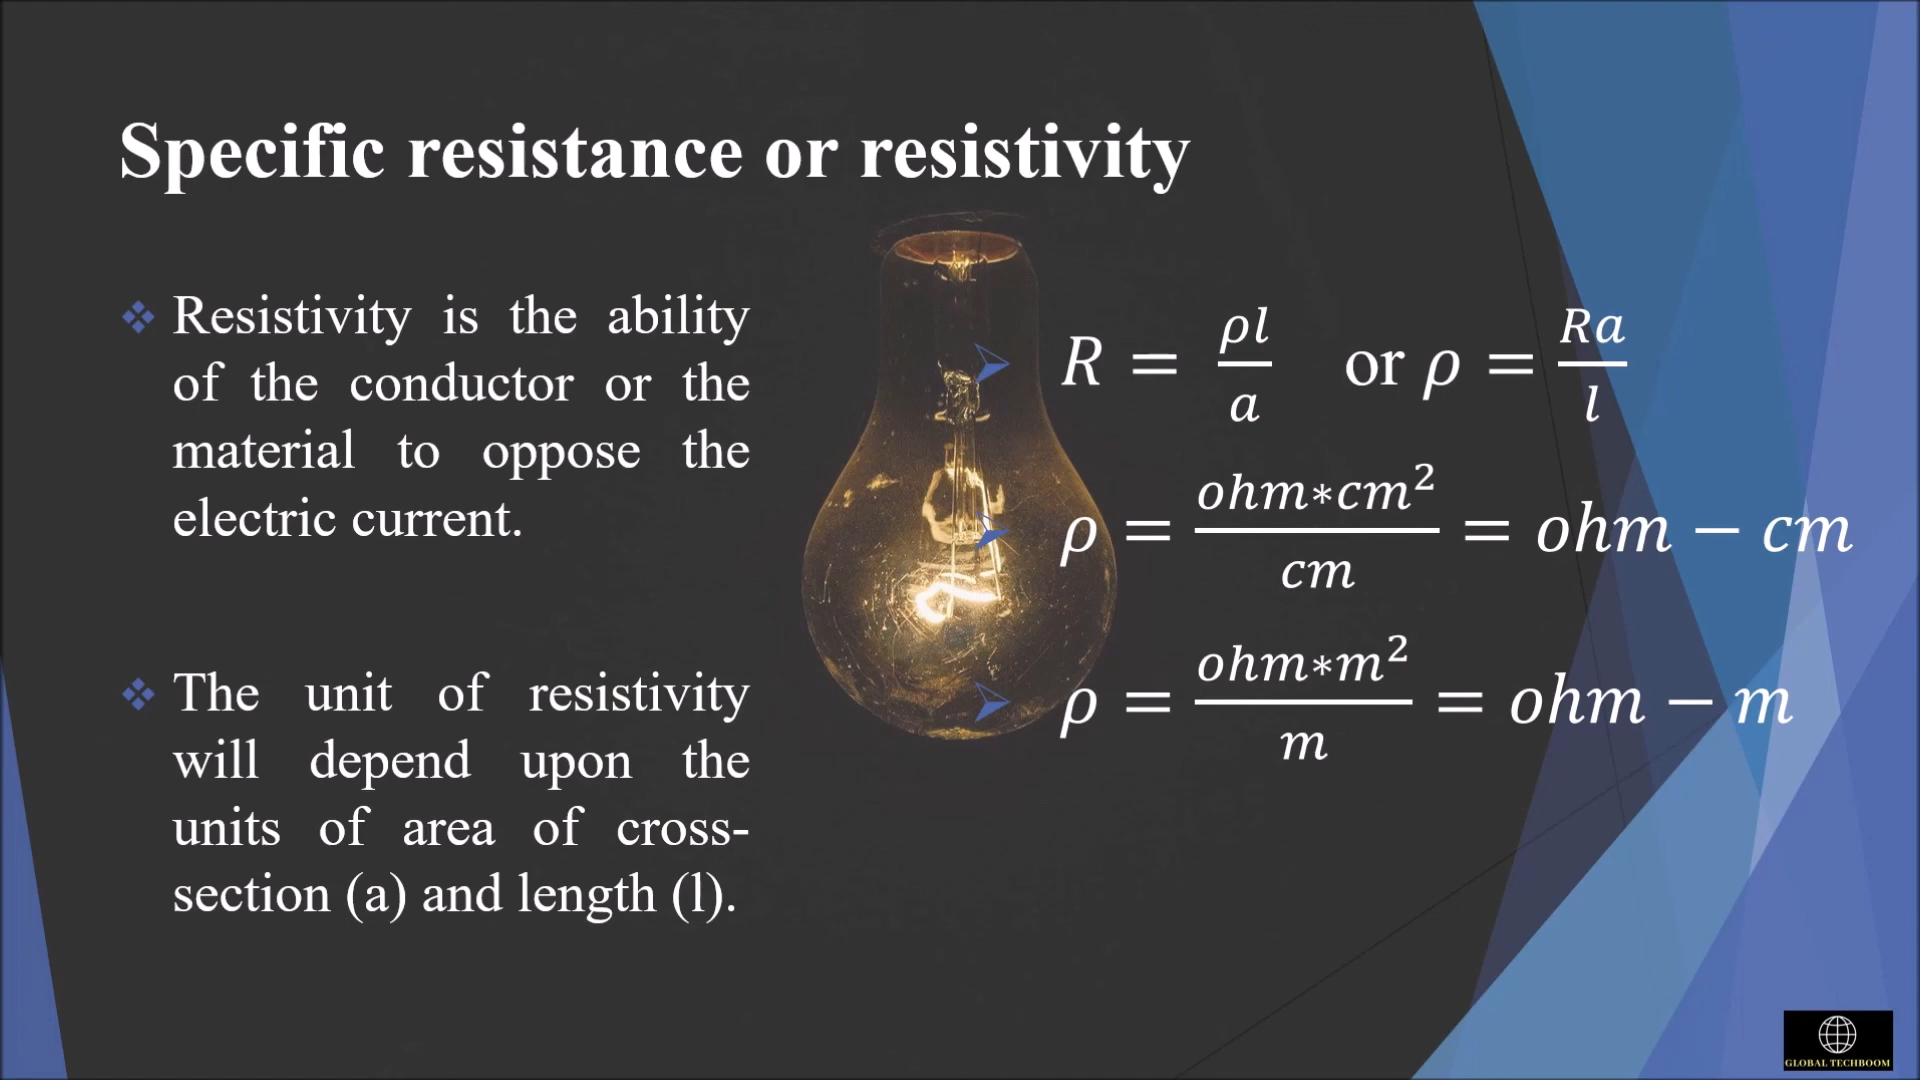 Specific resistance or resistivity
Resistivity is the ability
of the conductor or the
material to oppose the
electric current.
The unit of resistivity
will depend upon the
units of area of cross-
section (a) and length (l).
R = ρl/a or ρ = Ra/l
ρ = ohm∗cm²/cm = ohm − cm
ρ = ohm∗m²/m = ohm − m
GLOBAL TECHBOOM